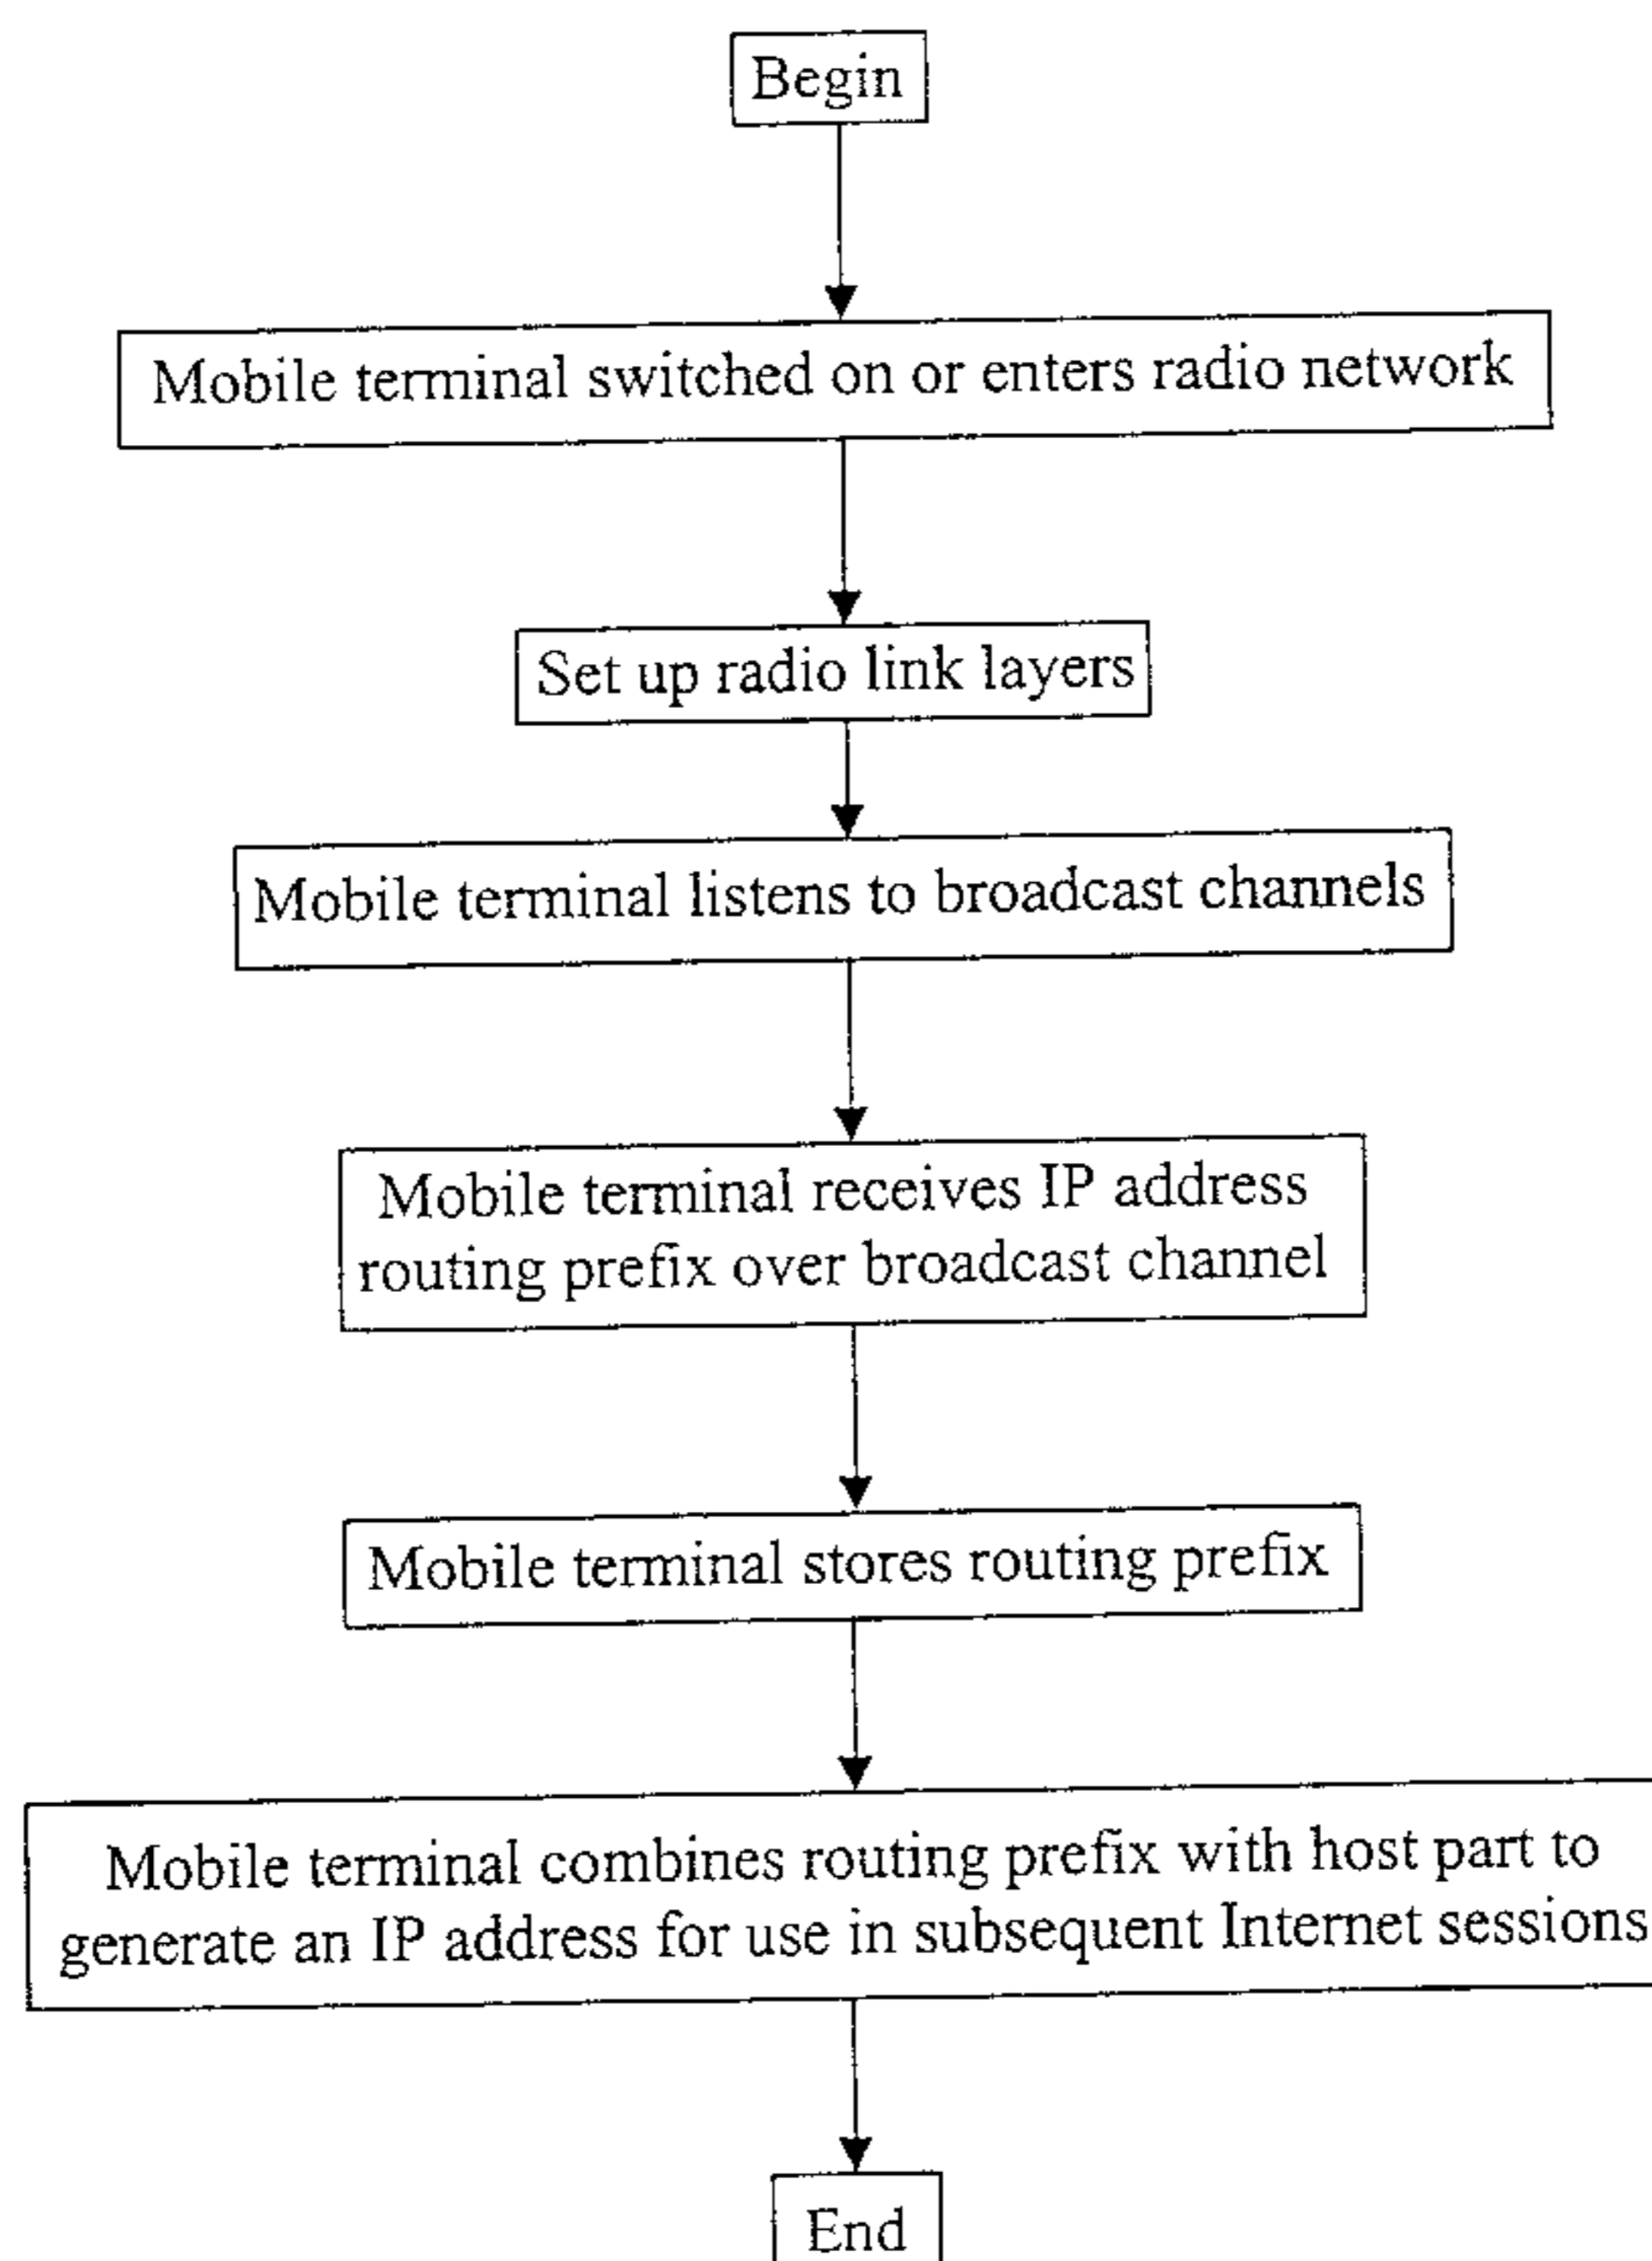 Begin
Mobile terminal switched on or enters radio network
Set up radio link layers
Mobile terminal listens to broadcast channels
Mobile terminal receives IP address
routing prefix over broadcast channel
Mobile terminal stores routing prefix
Mobile terminal combines routing prefix with host part to
generate an IP address for use in subsequent Internet sessions
End